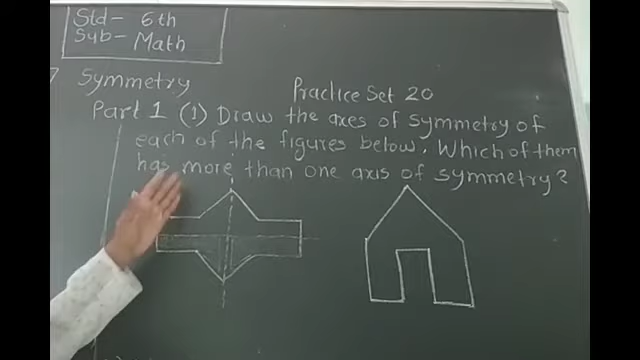 Std - 6th
Sub - Math
Symmetry
Practice Set 20
Part 1 (1) Draw the axes of symmetry of
each of the figures below. Which of them
has more than one axis of symmetry?